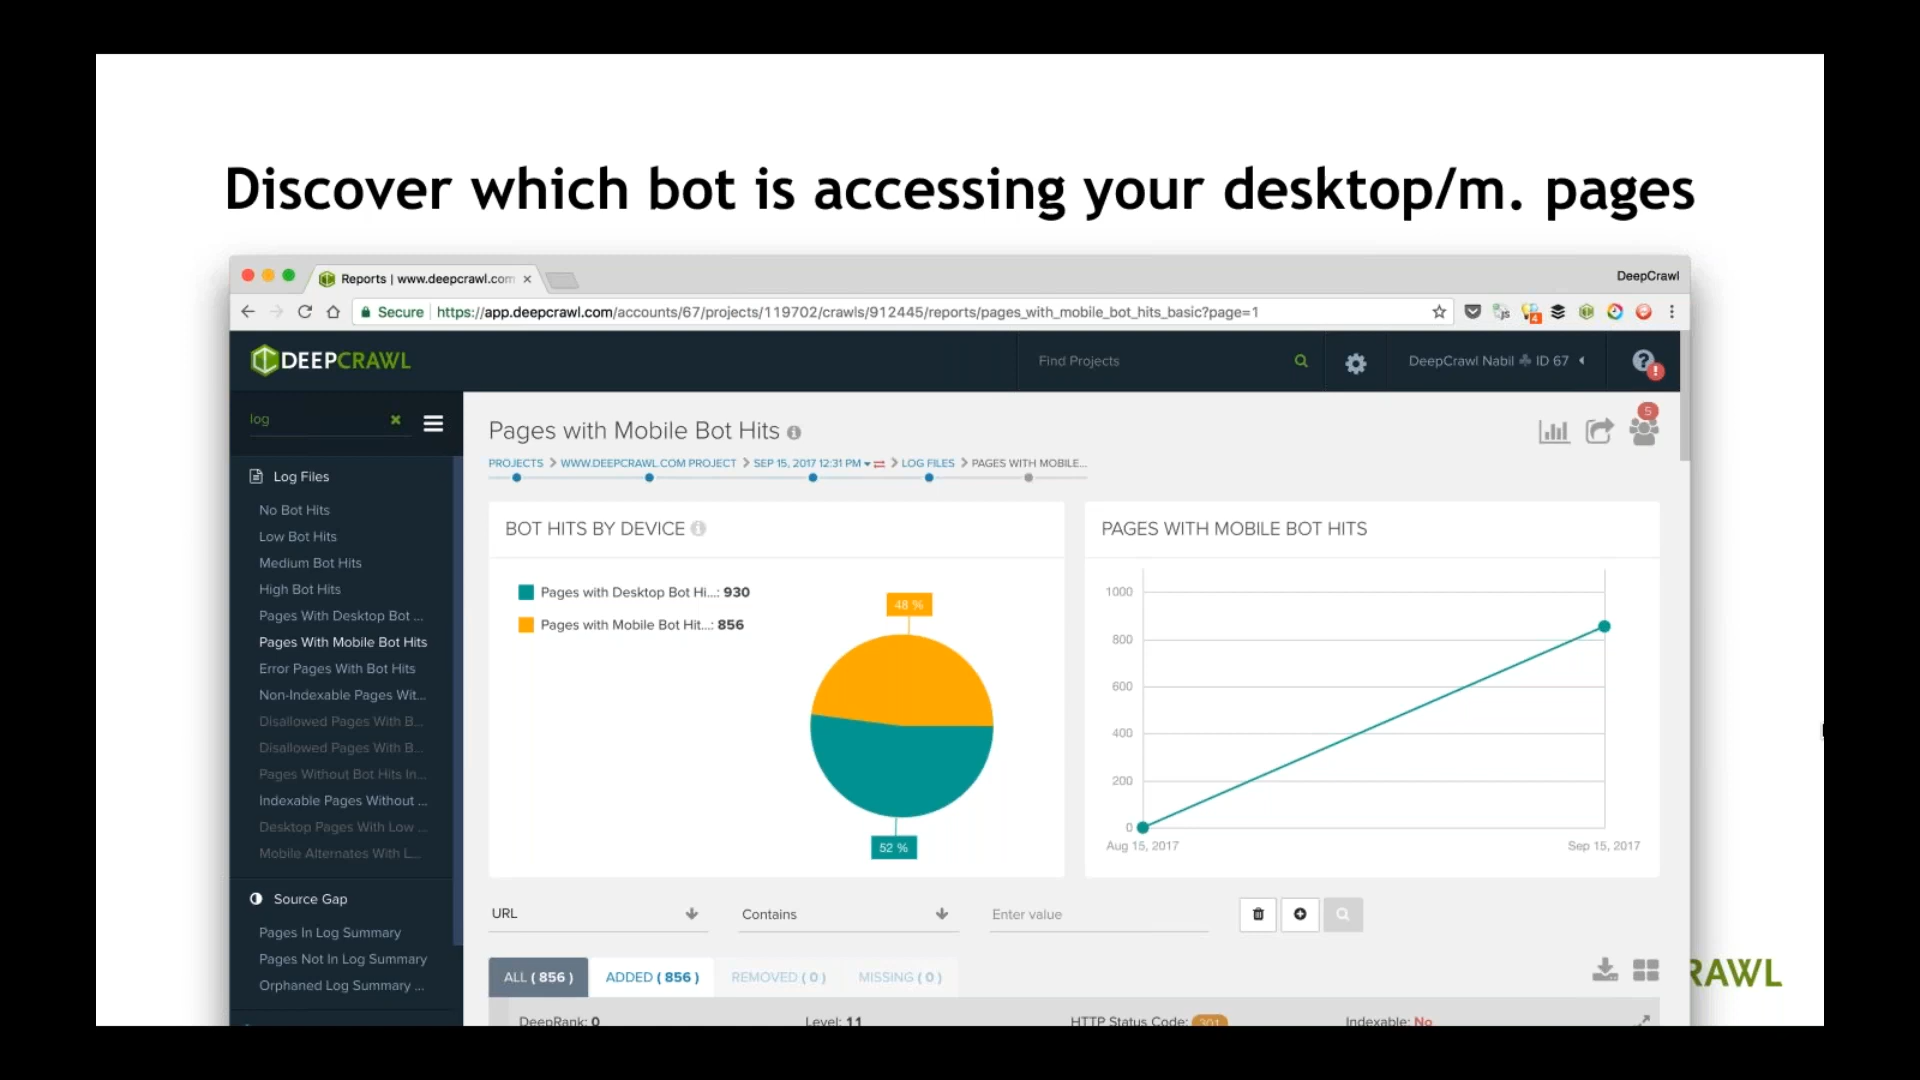 Discover which bot is accessing your desktop/m. pages
Reports | www.deepcrawl.com ×
DeepCrawl
Secure https://app.deepcrawl.com/accounts/67/projects/119702/crawls/912445/reports/pages_with_mobile_bot_hits_basic?page=1
4
DEEPCRAWL
Find Projects
DeepCrawl Nabil ID 67
log
5
Pages with Mobile Bot Hits
PROJECTS > WWW.DEEPCRAWL.COM PROJECT > SEP 15, 2017 12:31 PM > LOG FILES > PAGES WITH MOBILE...
Log Files
No Bot Hits
Low Bot Hits
Medium Bot Hits
High Bot Hits
Pages With Desktop Bot ...
Pages With Mobile Bot Hits
Error Pages With Bot Hits
Non-Indexable Pages Wit...
Disallowed Pages With B...
Disallowed Pages With B...
Pages Without Bot Hits In...
Indexable Pages Without ...
Desktop Pages With Low ...
Mobile Alternates With L...
Source Gap
Pages In Log Summary
Pages Not In Log Summary
Orphaned Log Summary ...
BOT HITS BY DEVICE
Pages with Desktop Bot Hi...: 930
Pages with Mobile Bot Hit...: 856
48 %
52 %
PAGES WITH MOBILE BOT HITS
1000
800
600
400
200
0
Aug 15, 2017
Sep 15, 2017
URL
Contains
Enter value
ALL ( 856 )
ADDED ( 856 )
REMOVED ( 0 )
MISSING ( 0 )
RAWL
DeepRank: 0
Level: 11
HTTP Status Code: 301
Indexable: No